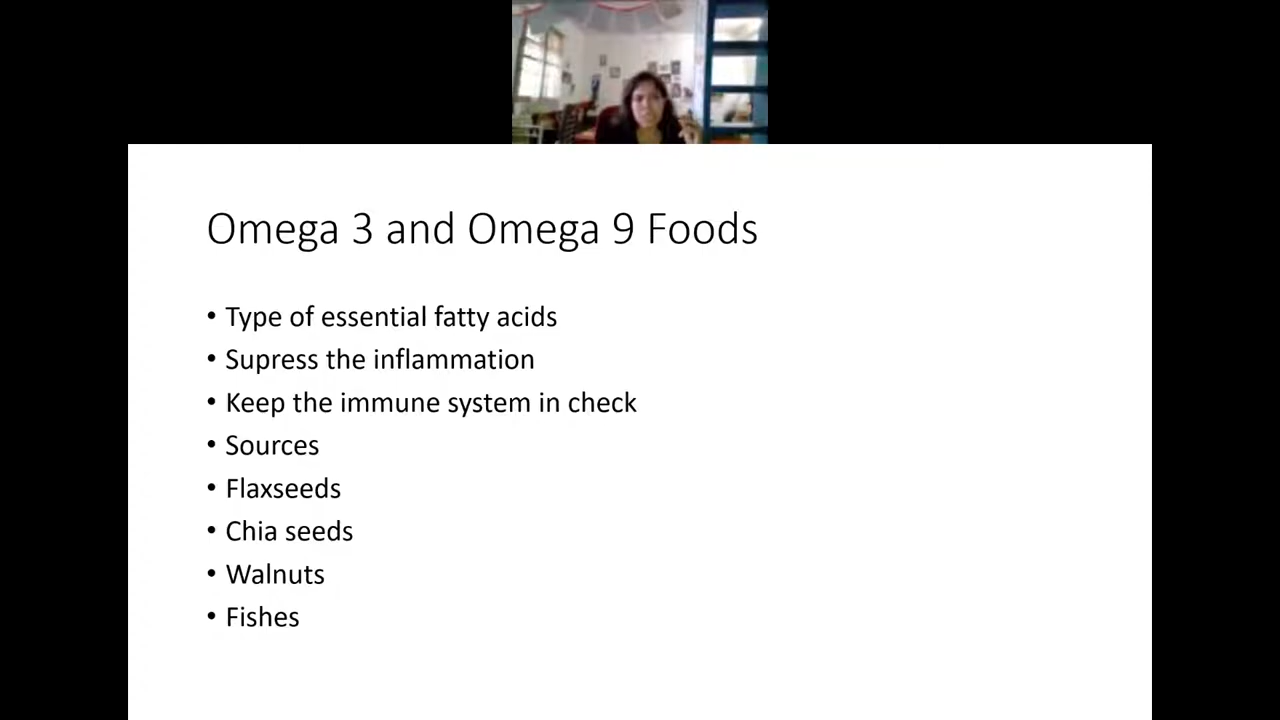 Omega 3 and Omega 9 Foods
• Type of essential fatty acids
• Supress the inflammation
• Keep the immune system in check
• Sources
• Flaxseeds
• Chia seeds
• Walnuts
• Fishes